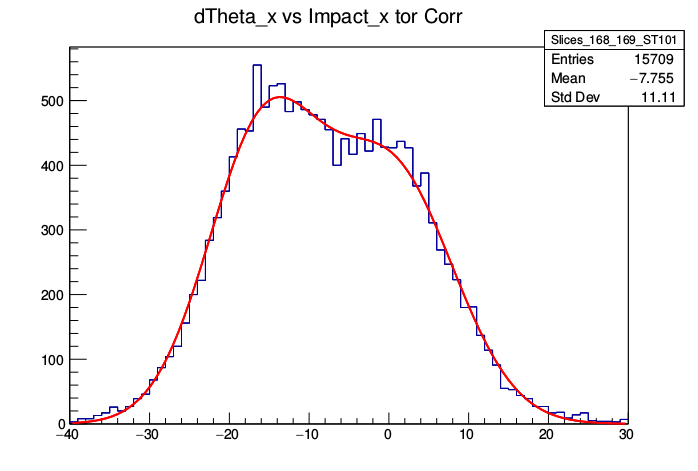 dTheta_x vs Impact_x tor Corr
Slices_168_169_ST101
Entries 15709
Mean −7.755
Std Dev 11.11
500
400
300
200
100
0
−40 −30 −20 −10 0 10 20 30